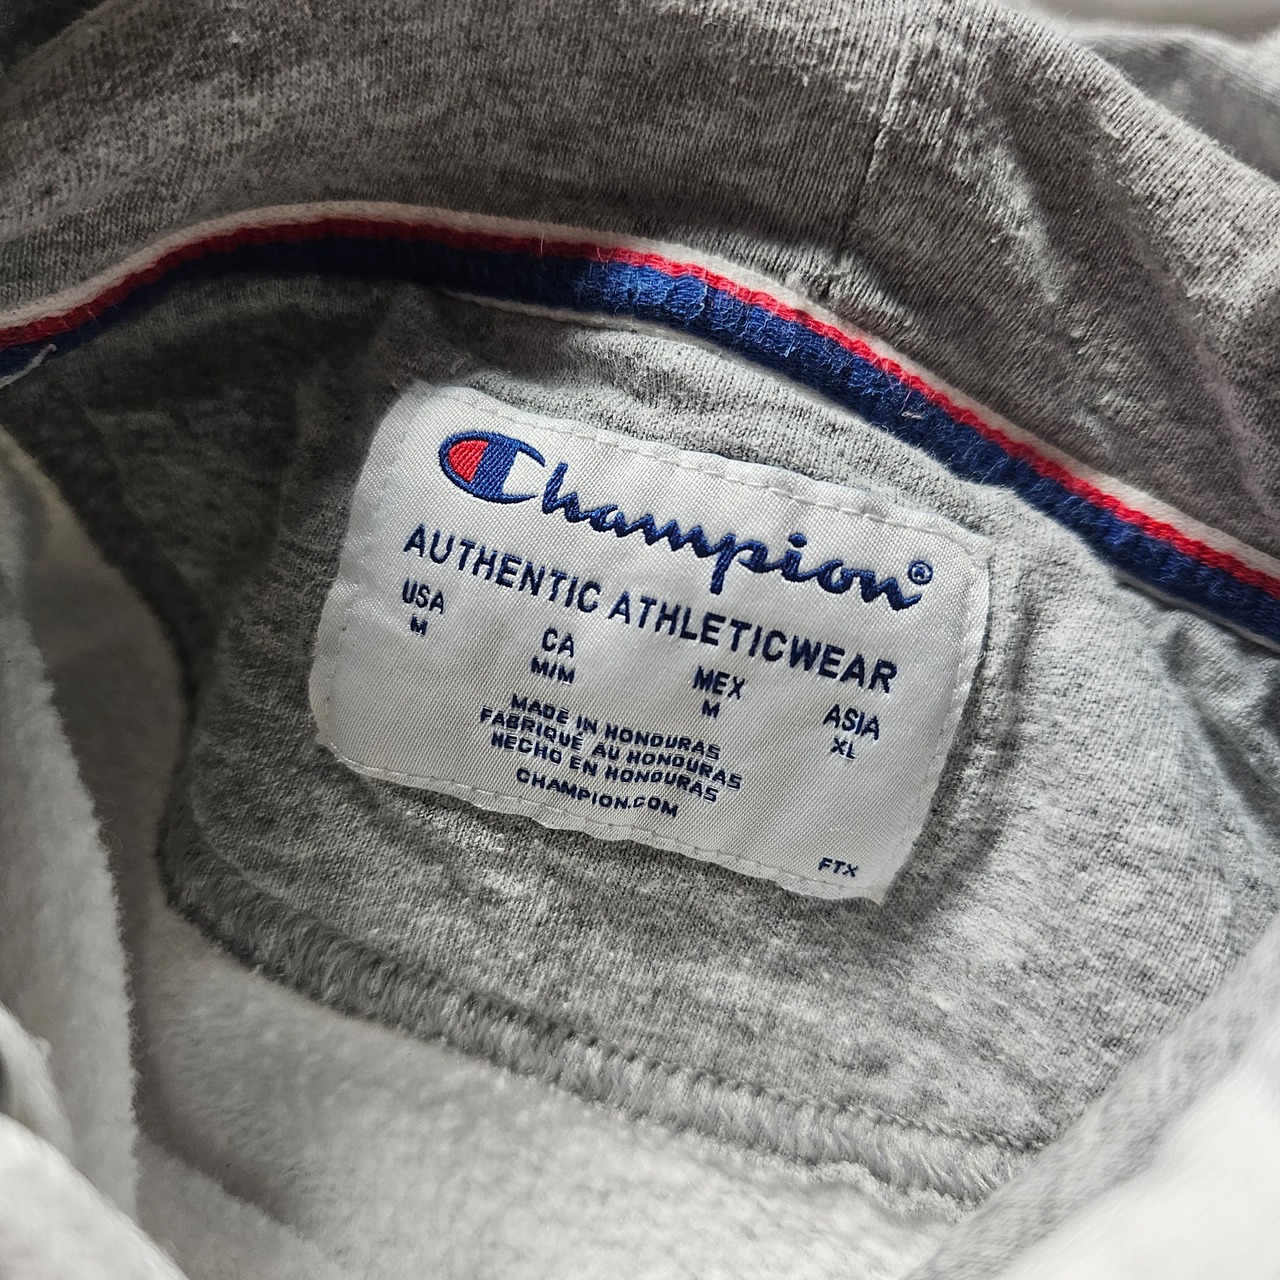 Champion®
AUTHENTIC ATHLETICWEAR
USA CA MEX ASIA
M M/M M XL
MADE IN HONDURAS
FABRIQUÉ AU HONDURAS
HECHO EN HONDURAS
CHAMPION.COM
FTX